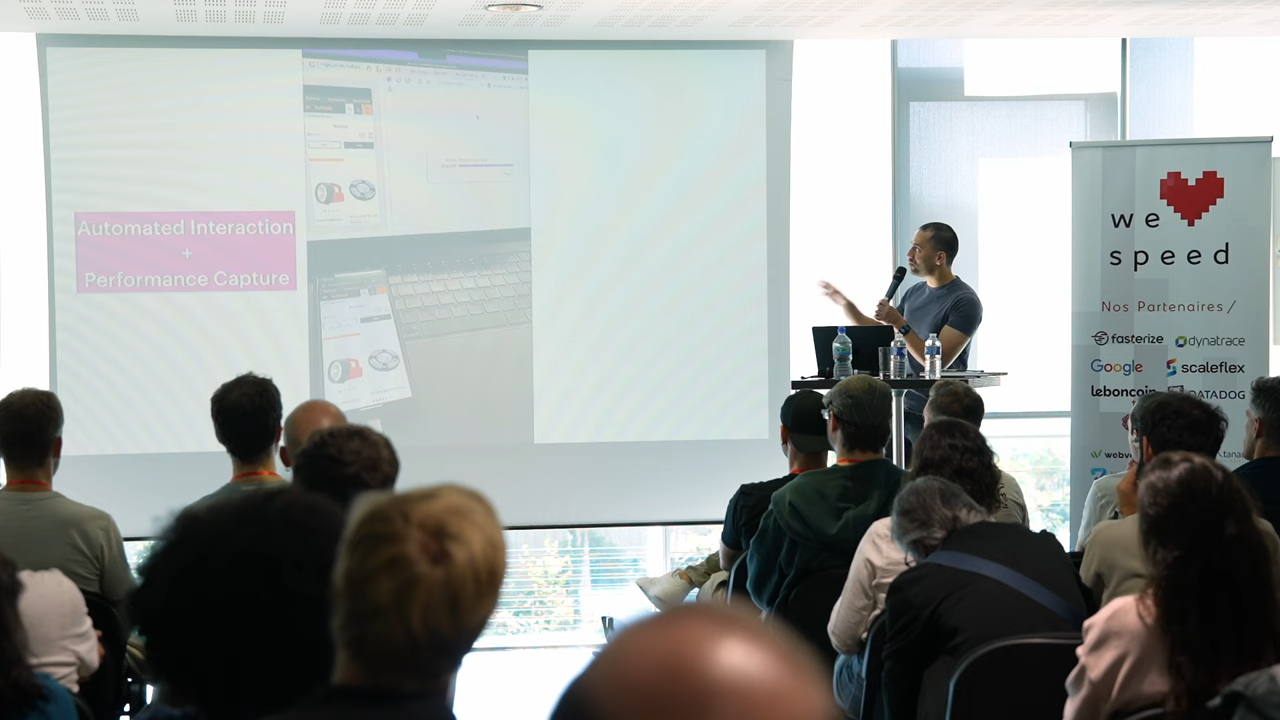 Automated Interaction
+
Performance Capture
we
speed
Nos Partenaires /
fasterize dynatrace
Google scaleflex
leboncoin DATADOG